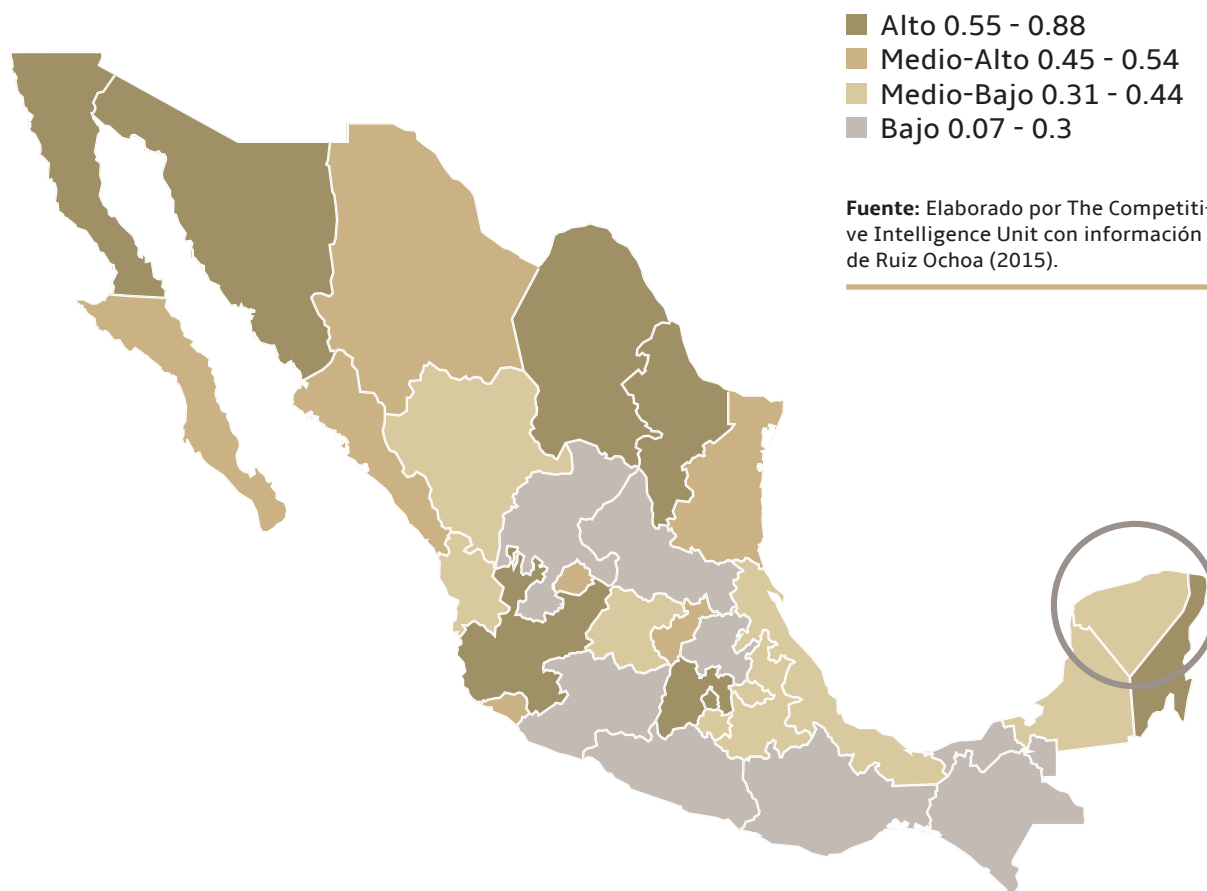 Alto 0.55 - 0.88
Medio-Alto 0.45 - 0.54
Medio-Bajo 0.31 - 0.44
Bajo 0.07 - 0.3
Fuente: Elaborado por The Competiti-
ve Intelligence Unit con información
de Ruiz Ochoa (2015).